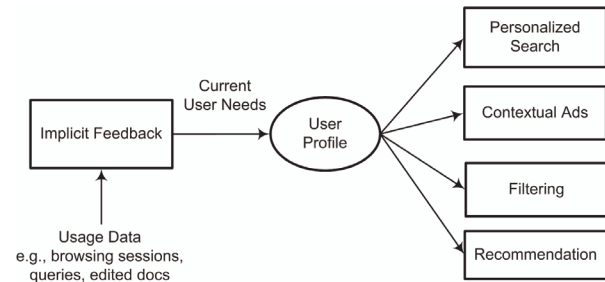 Personalized
Search
Current
User Needs
Contextual Ads
Implicit Feedback
User
Profile
Filtering
Usage Data
e.g., browsing sessions,
queries, edited docs
Recommendation